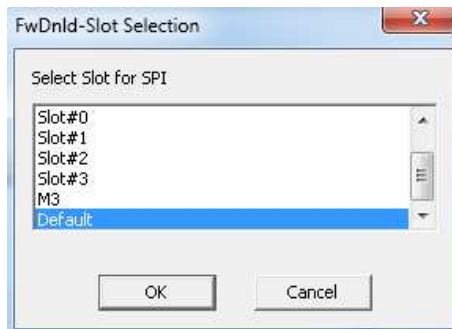 FwDnld-Slot Selection
Select Slot for SPI
Slot#0
Slot#1
Slot#2
Slot#3
M3
Default
OK
Cancel